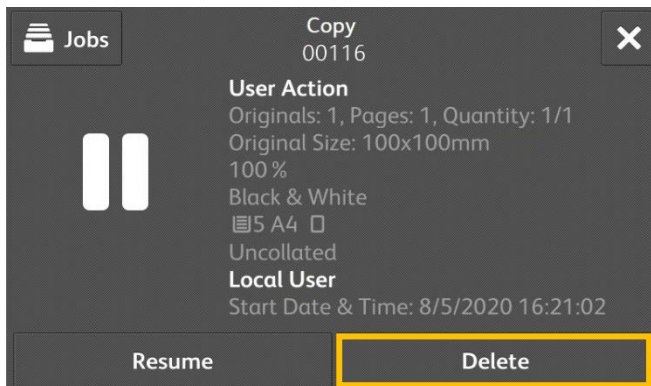 Jobs
Copy
00116
User Action
Originals: 1, Pages: 1, Quantity: 1/1
Original Size: 100x100mm
100 %
Black & White
5 A4
Uncollated
Local User
Start Date & Time: 8/5/2020 16:21:02
Resume
Delete